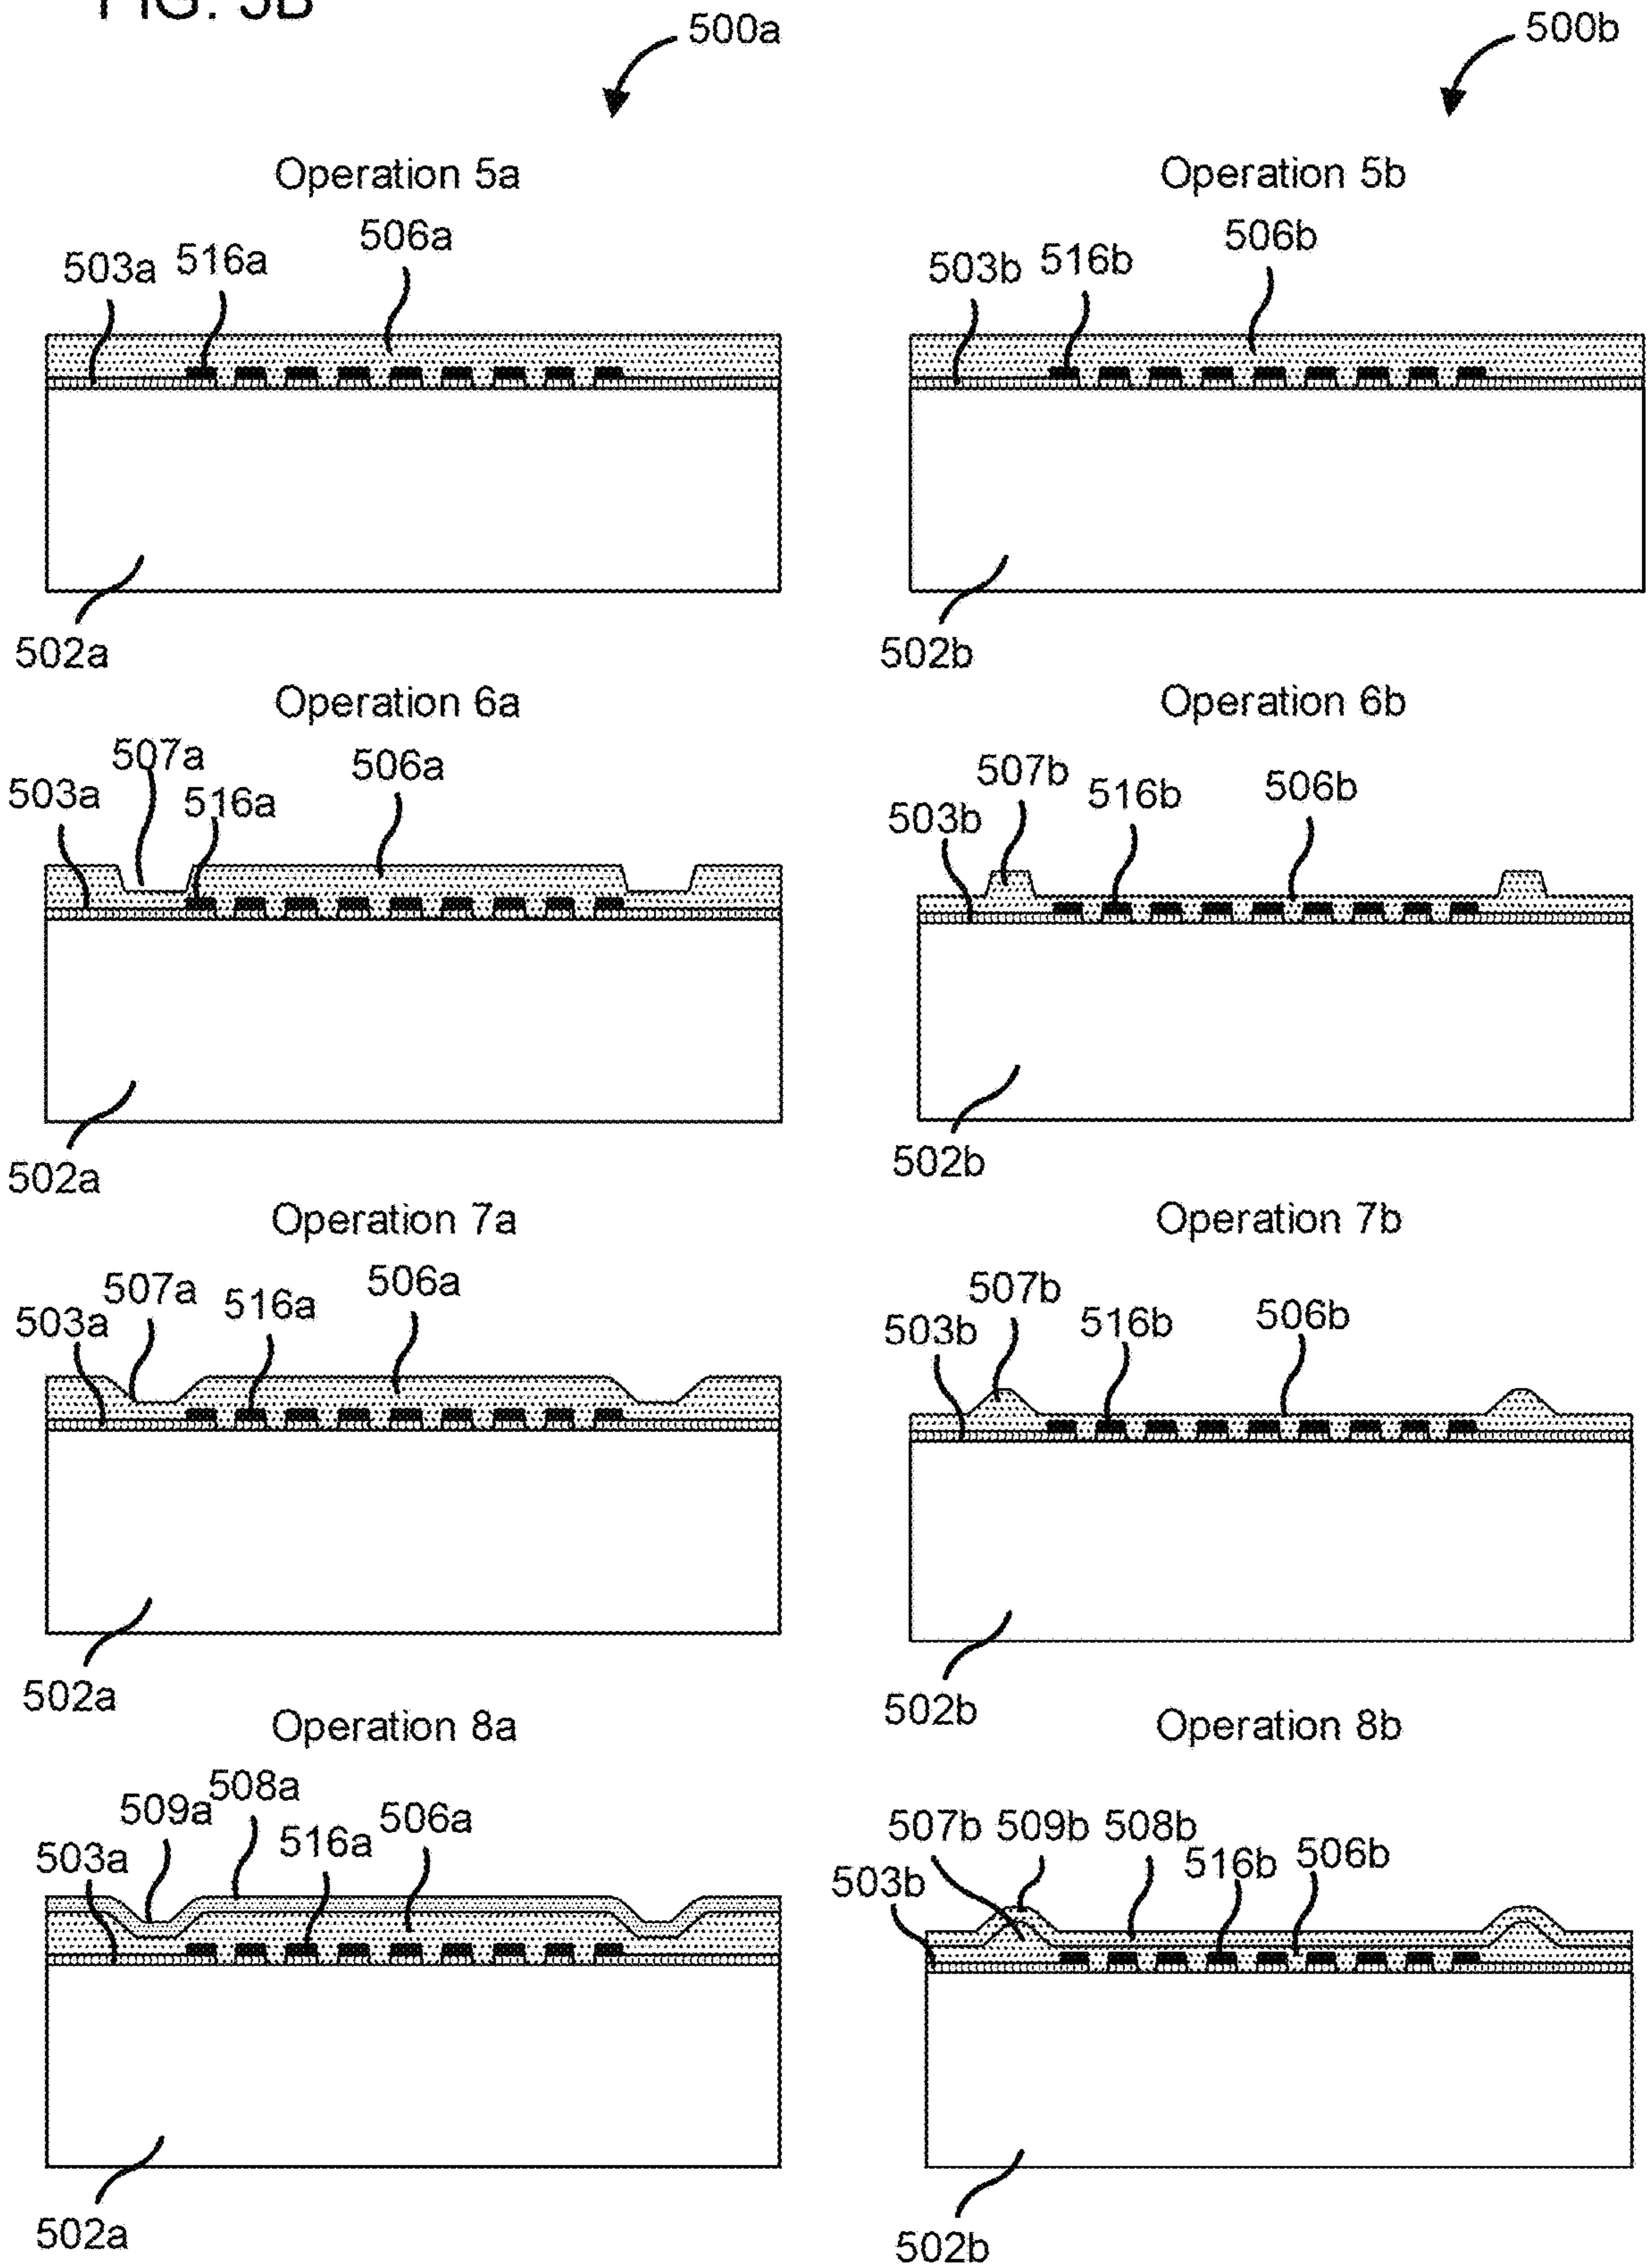 FIG. 5B
500a
500b
Operation 5a
Operation 5b
506a
506b
503a 516a
503b 516b
502a
502b
Operation 6a
Operation 6b
507a
506a
507b
506b
503a
516a
516b
503b
502a
502b
Operation 7a
Operation 7b
507a
516a
506a
507b
516b
506b
503a
503b
502a
502b
Operation 8a
Operation 8b
508a
509a
506a
516a
503a
507b 509b 508b
516b 506b
503b
502a
502b